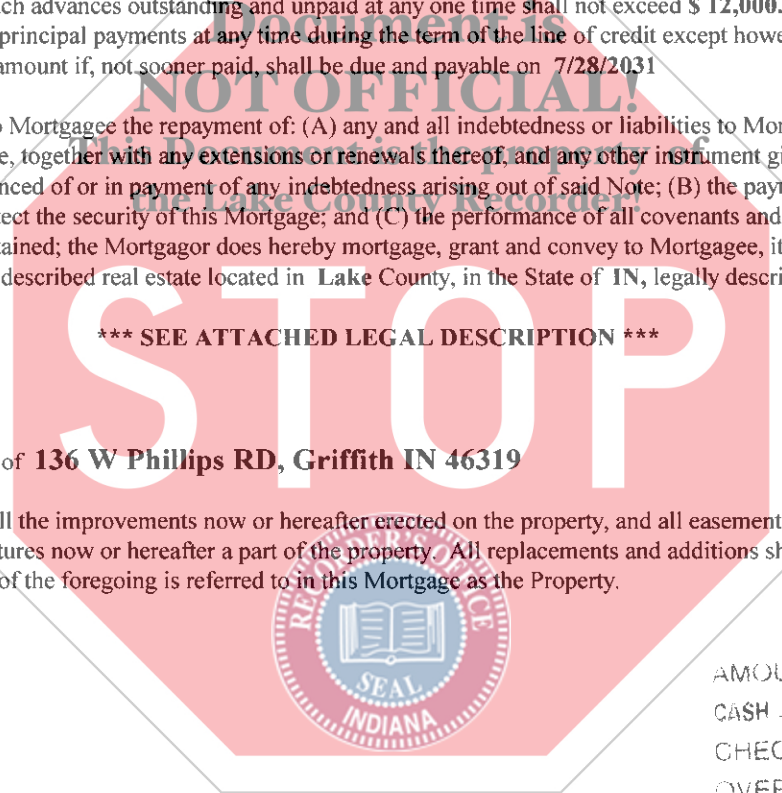 ch advances outstanding and unpaid at any one time shall not exceed $ 12,000.
Document is
principal payments at any time during the term of the line of credit except howe
amount if, not sooner paid, shall be due and payable on 7/28/2031
NOT OFFICIAL!
o Mortgagee the repayment of: (A) any and all indebtedness or liabilities to Mor
This Document is the property of
e, together with any extensions or renewals thereof, and any other instrument gi
nced of or in payment of any indebtedness arising out of said Note; (B) the payr
the Lake County Recorder!
tect the security of this Mortgage; and (C) the performance of all covenants and
tained; the Mortgagor does hereby mortgage, grant and convey to Mortgagee, it
described real estate located in Lake County, in the State of IN, legally descri
*** SEE ATTACHED LEGAL DESCRIPTION ***
STOP
of 136 W Phillips RD, Griffith IN 46319
ll the improvements now or hereafter erected on the property, and all easement
tures now or hereafter a part of the property. All replacements and additions sh
of the foregoing is referred to in this Mortgage as the Property.
RECORDER'S OFFICE
SEAL
INDIANA
AMOU
CASH
CHEC
OVER